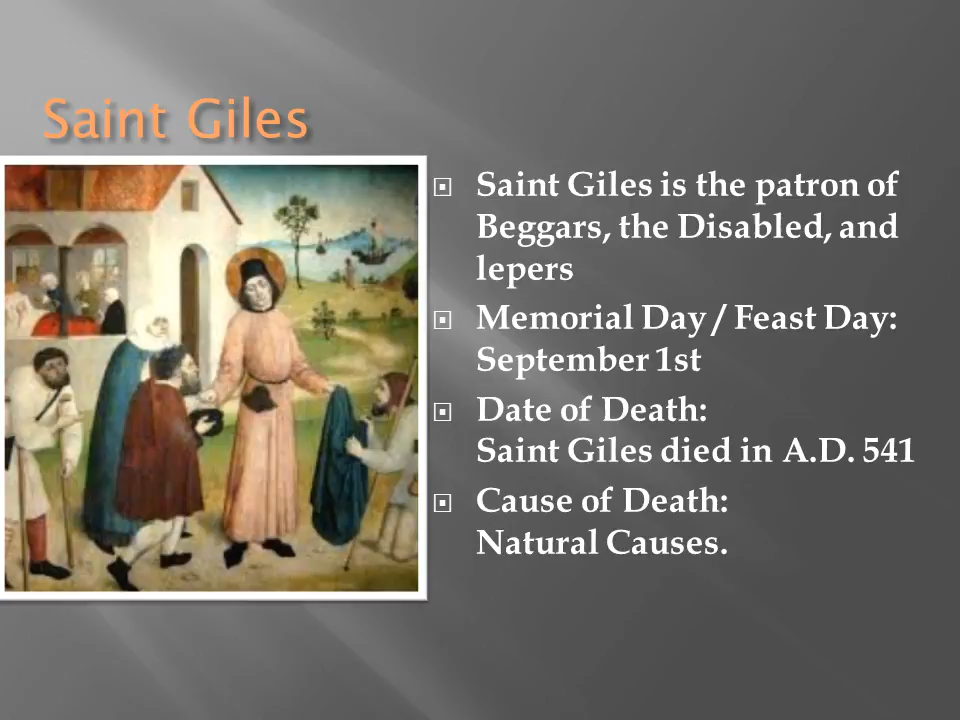 Saint Giles
Saint Giles is the patron of
Beggars, the Disabled, and
lepers
Memorial Day / Feast Day:
September 1st
Date of Death:
Saint Giles died in A.D. 541
Cause of Death:
Natural Causes.